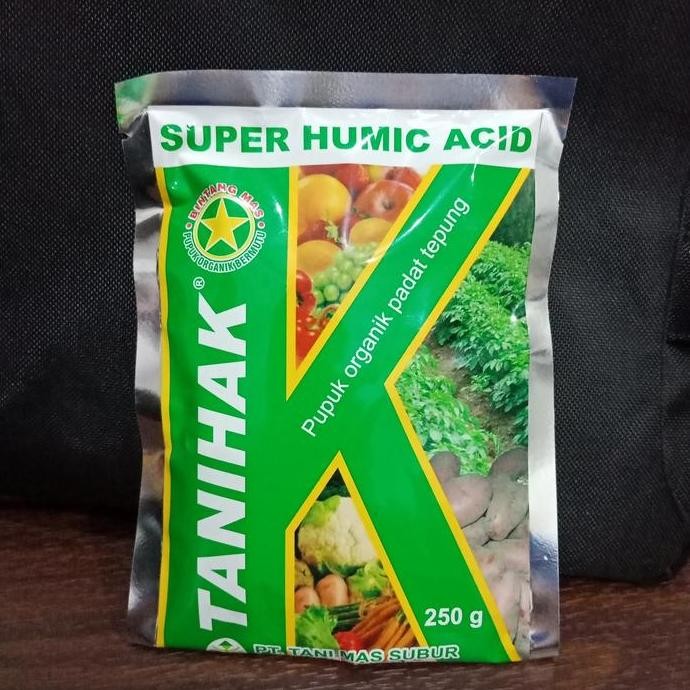 SUPER HUMIC ACID
BINTANG MAS
PUPUK ORGANIK BERMUTU
TANIHAK®
Pupuk organik padat tepung
250 g
PT. TANI MAS SUBUR